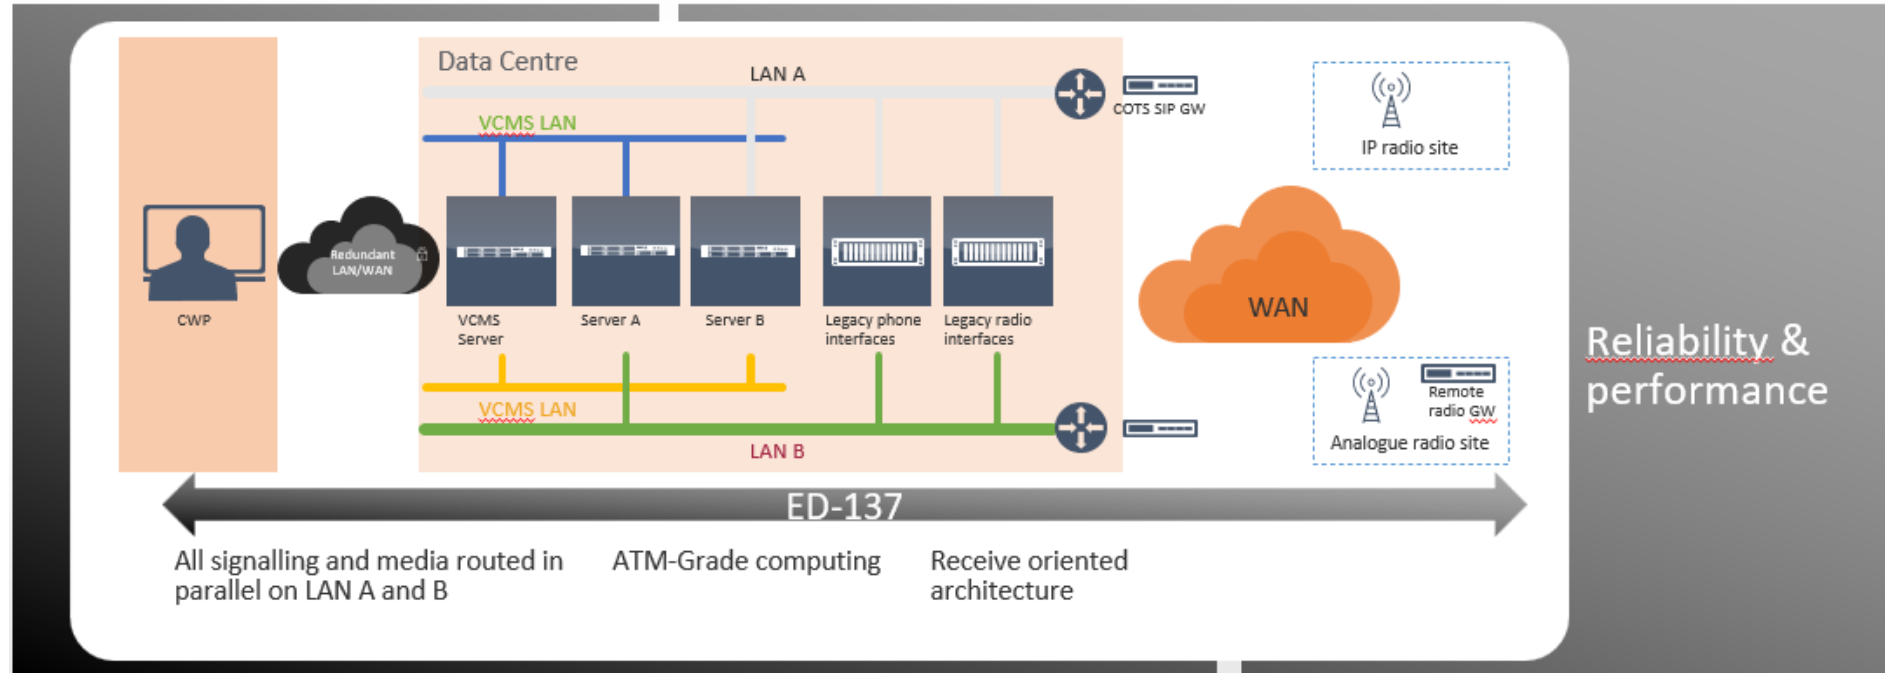 Data Centre
LAN A
VCMS LAN
COTS SIP GW
IP radio site
Redundant
LAN/WAN
CWP
VCMS
Server
Server A
Server B
Legacy phone
interfaces
Legacy radio
interfaces
WAN
Reliability &
performance
VCMS LAN
LAN B
Remote
radio GW
Analogue radio site
ED-137
All signalling and media routed in
parallel on LAN A and B
ATM-Grade computing
Receive oriented
architecture